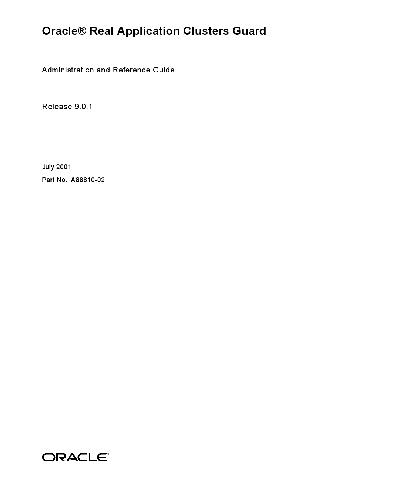 Oracle® Real Application Clusters Guard
Administration and Reference Guide
Release 9.0.1
July 2001
Part No. A88810-02
ORACLE®